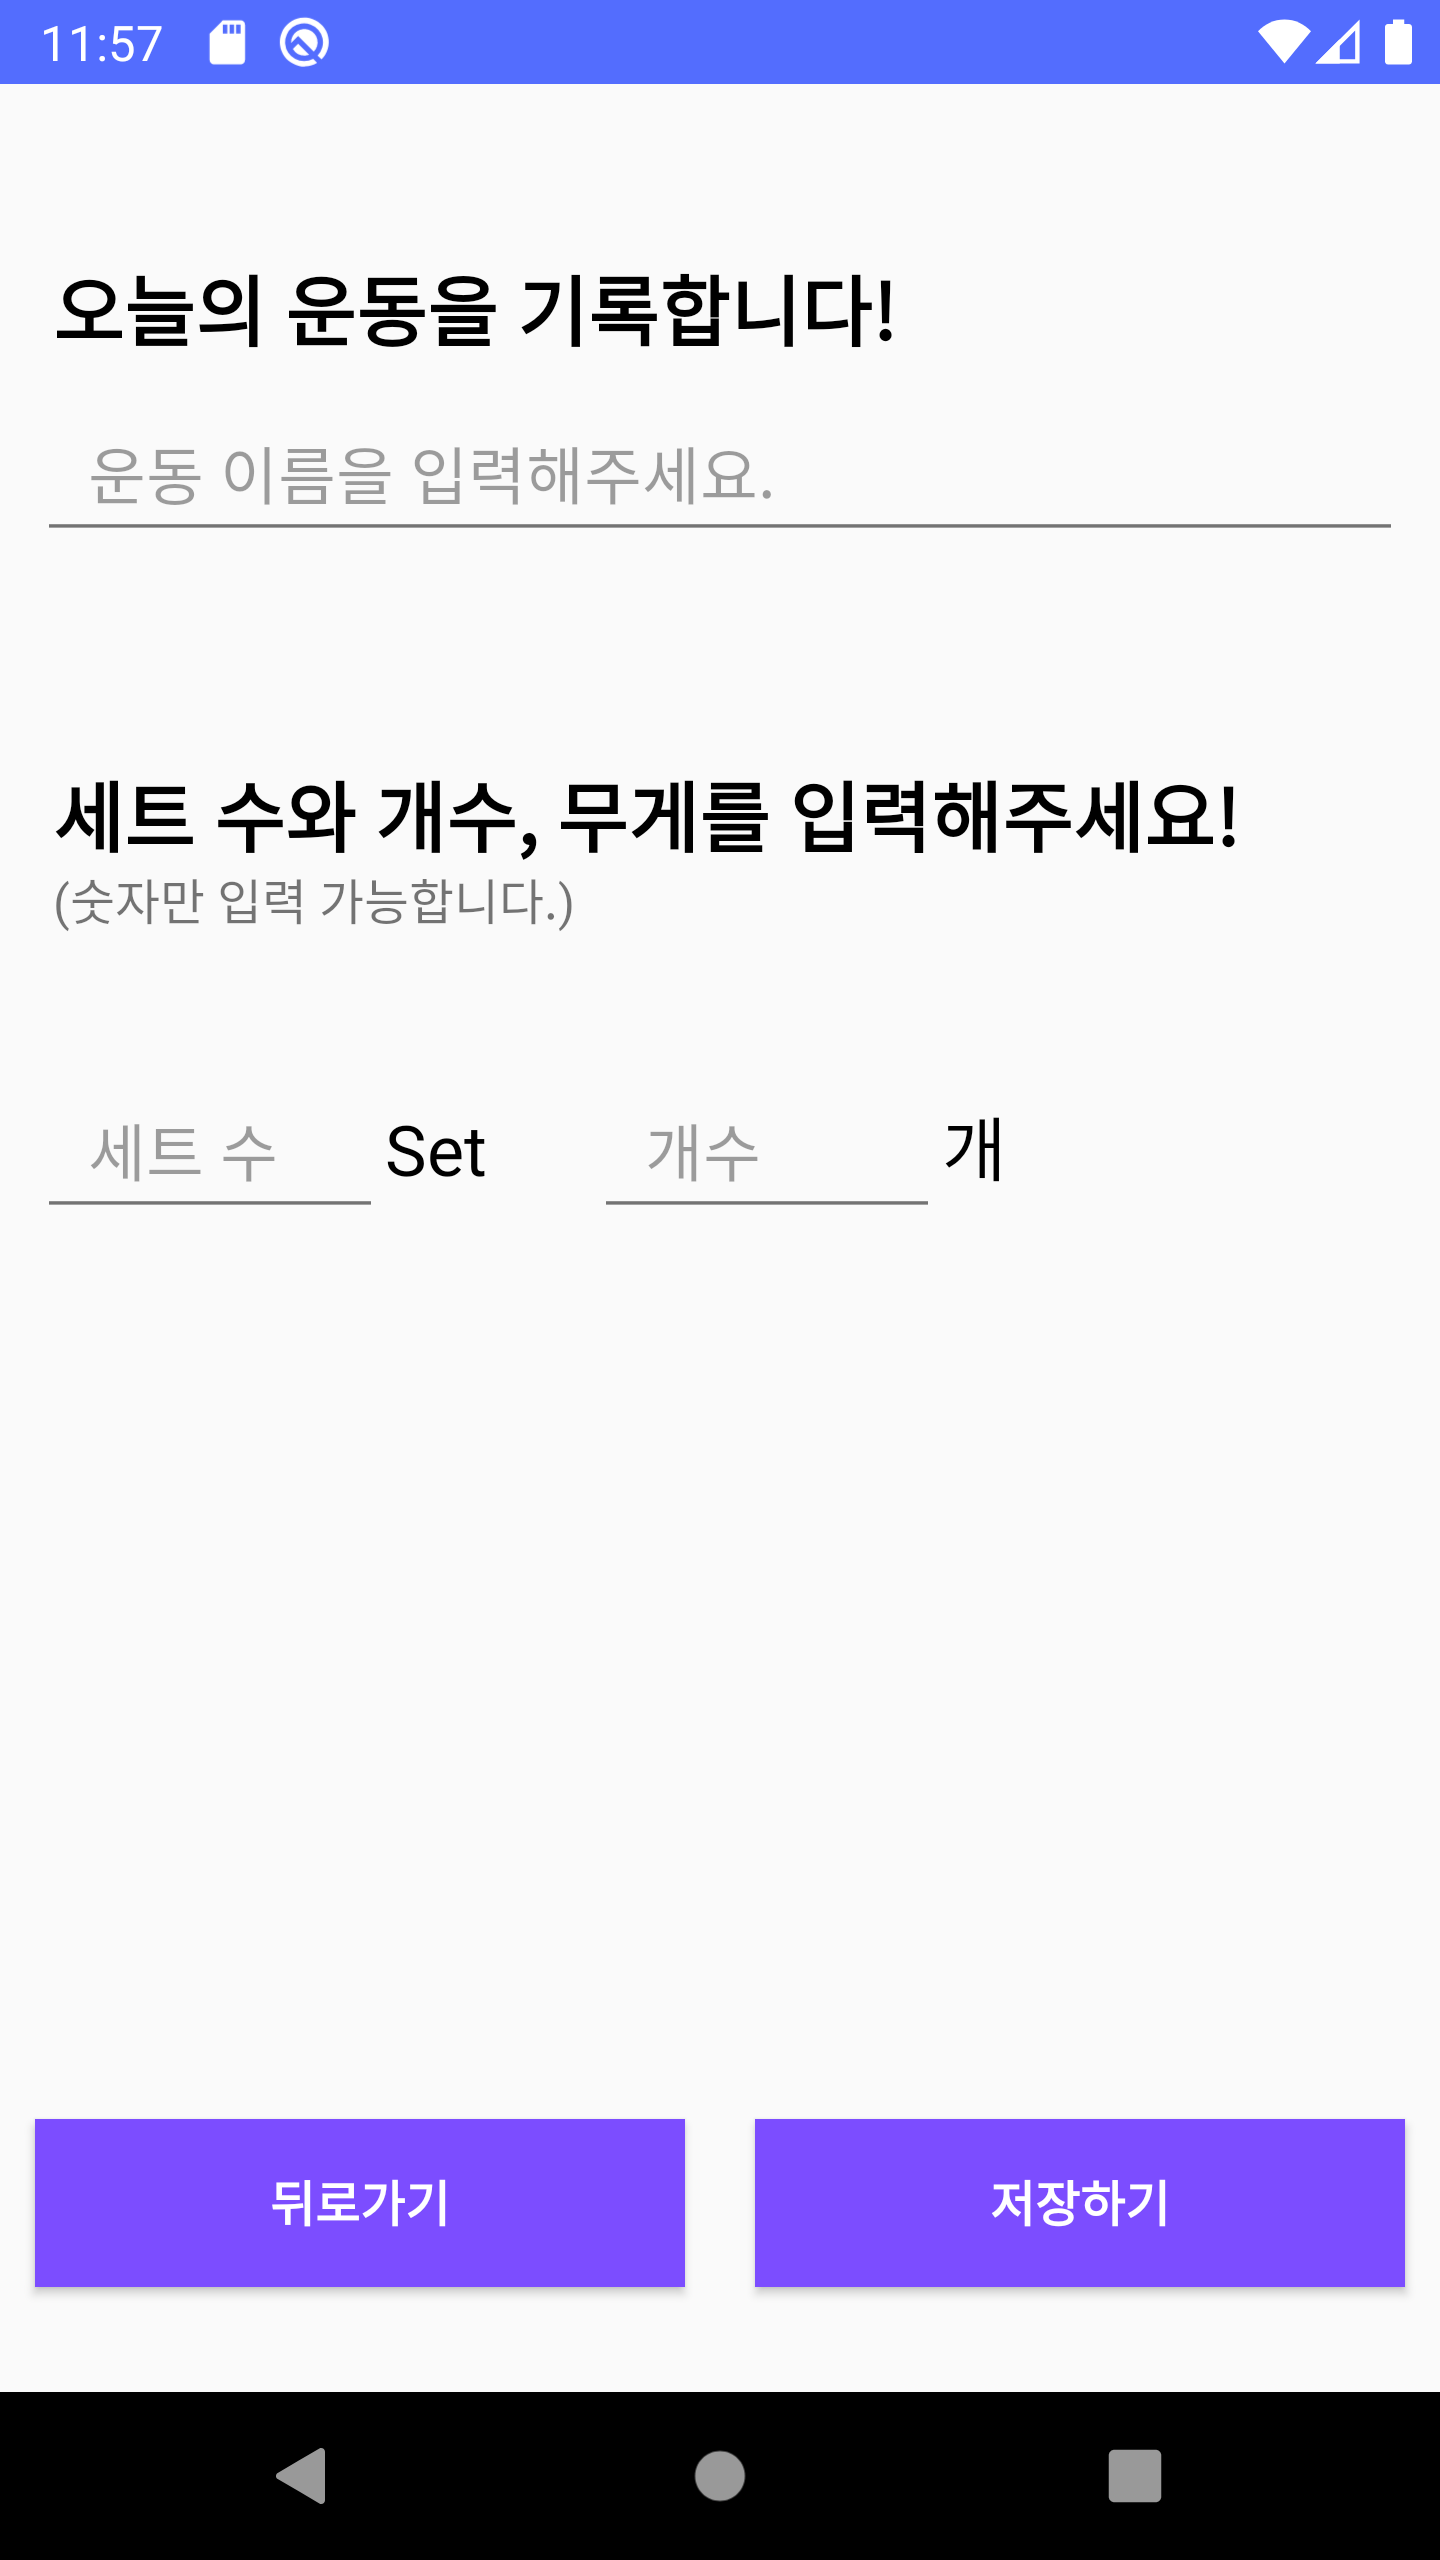 11:57
오늘의 운동을 기록합니다!
운동 이름을 입력해주세요.
세트 수와 개수, 무게를 입력해주세요!
(숫자만 입력 가능합니다.)
세트 수 Set 개수 개
뒤로가기 저장하기